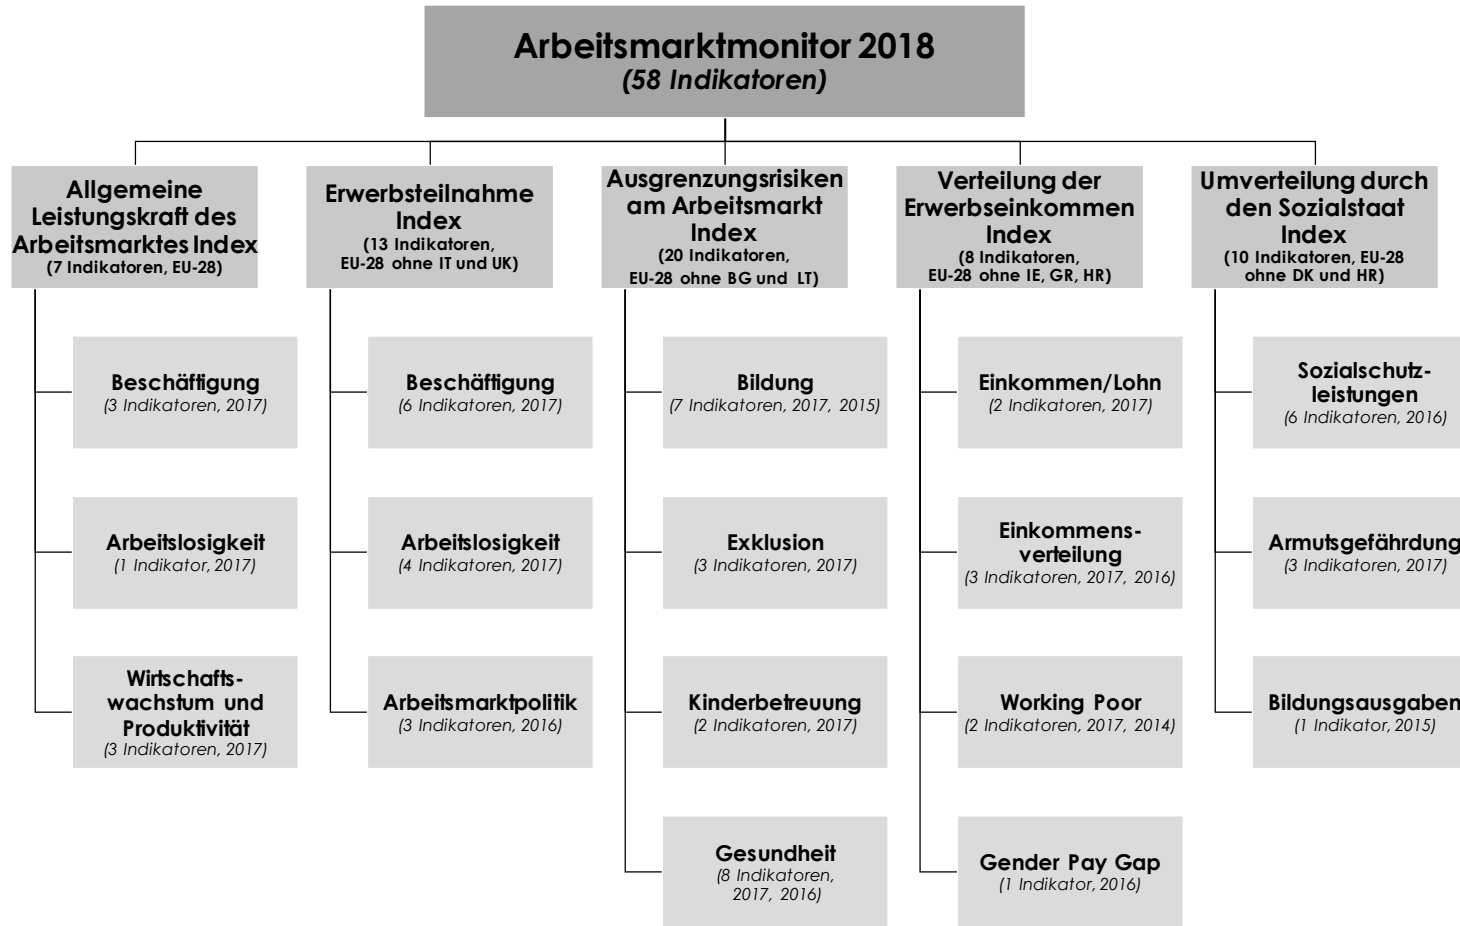 Arbeitsmarktmonitor 2018
(58 Indikatoren)
Allgemeine
Leistungskraft des
Arbeitsmarktes Index
(7 Indikatoren, EU-28)
Erwerbsteilnahme
Index
(13 Indikatoren,
EU-28 ohne IT und UK)
Ausgrenzungsrisiken
am Arbeitsmarkt
Index
(20 Indikatoren,
EU-28 ohne BG und LT)
Verteilung der
Erwerbseinkommen
Index
(8 Indikatoren,
EU-28 ohne IE, GR, HR)
Umverteilung durch
den Sozialstaat
Index
(10 Indikatoren, EU-28
ohne DK und HR)
Beschäftigung
(3 Indikatoren, 2017)
Arbeitslosigkeit
(1 Indikator, 2017)
Wirtschafts-
wachstum und
Produktivität
(3 Indikatoren, 2017)
Beschäftigung
(6 Indikatoren, 2017)
Arbeitslosigkeit
(4 Indikatoren, 2017)
Arbeitsmarktpolitik
(3 Indikatoren, 2016)
Bildung
(7 Indikatoren, 2017, 2015)
Exklusion
(3 Indikatoren, 2017)
Kinderbetreuung
(2 Indikatoren, 2017)
Gesundheit
(8 Indikatoren,
2017, 2016)
Einkommen/Lohn
(2 Indikatoren, 2017)
Einkommens-
verteilung
(3 Indikatoren, 2017, 2016)
Working Poor
(2 Indikatoren, 2017, 2014)
Gender Pay Gap
(1 Indikator, 2016)
Sozialschutz-
leistungen
(6 Indikatoren, 2016)
Armutsgefährdung
(3 Indikatoren, 2017)
Bildungsausgaben
(1 Indikator, 2015)